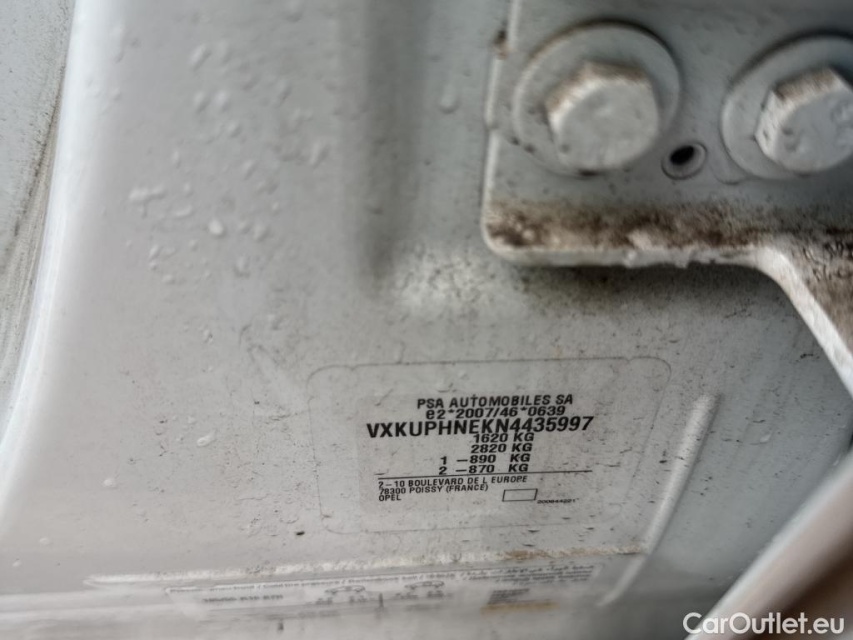 PSA AUTOMOBILES SA
e2*2007/46*0639
VXKUPHNEKN4435997
1620 KG
2820 KG
1 -890 KG
2 -870 KG
2-10 BOULEVARD DE L EUROPE
78300 POISSY (FRANCE)
OPEL
CarOutlet.eu